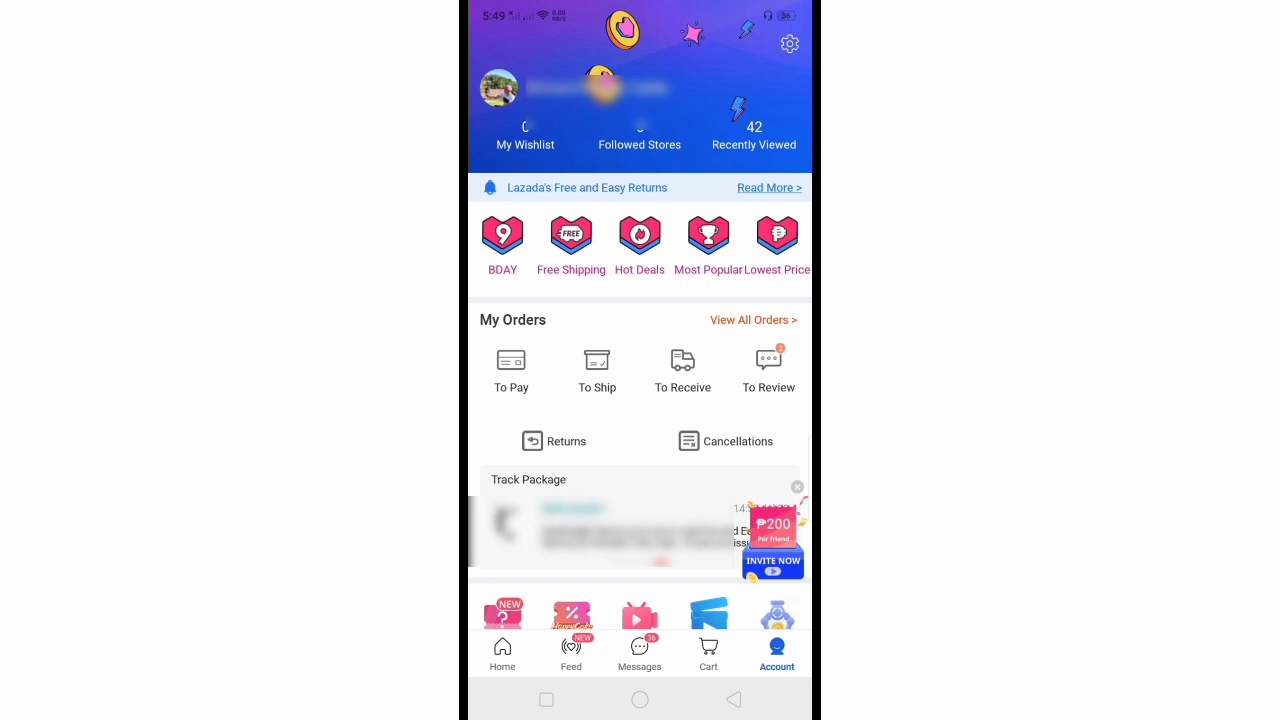 5:49 0.00 KB/S 36
42
My Wishlist Followed Stores Recently Viewed
Lazada's Free and Easy Returns Read More >
9 FREE ₱
BDAY Free Shipping Hot Deals Most Popular Lowest Price
My Orders View All Orders >
2
To Pay To Ship To Receive To Review
Returns Cancellations
Track Package
₱200
Per friend
INVITE NOW
NEW
NEW 36
Home Feed Messages Cart Account